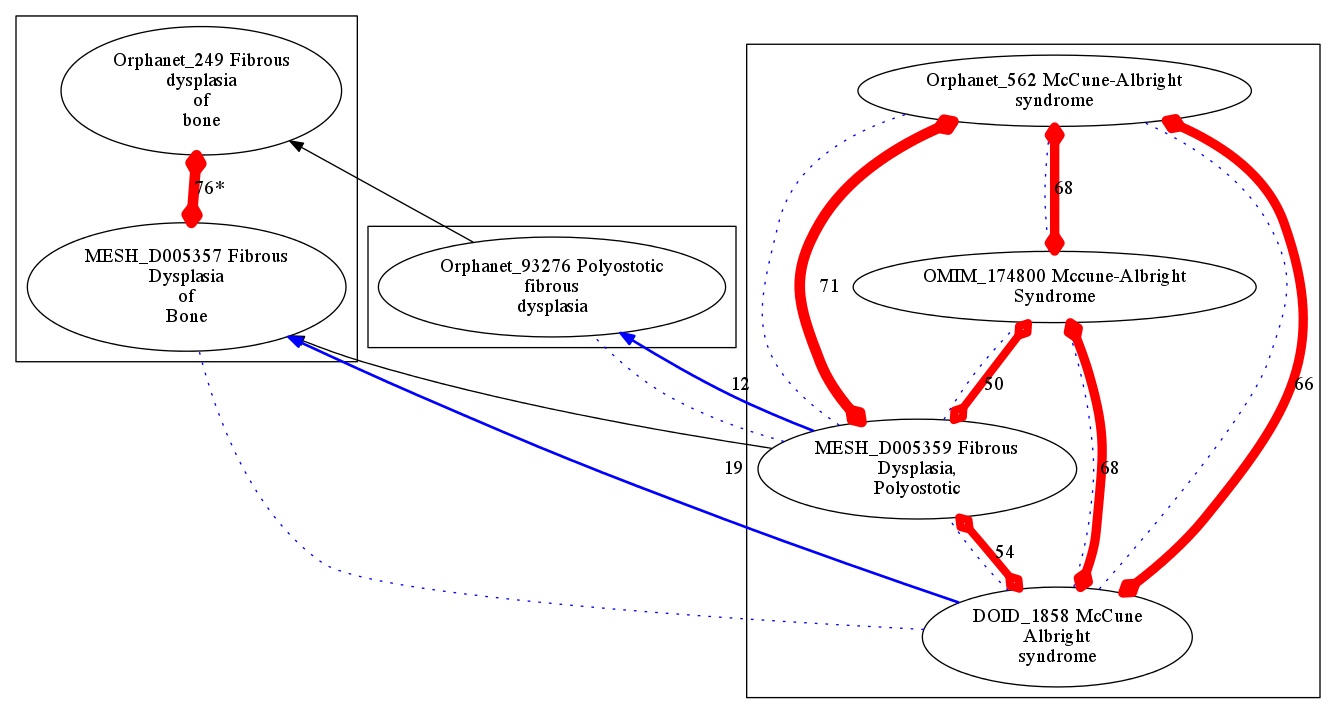 Orphanet_249 Fibrous
dysplasia
of
bone
76*
MESH_D005357 Fibrous
Dysplasia
of
Bone
Orphanet_93276 Polyostotic
fibrous
dysplasia
Orphanet_562 McCune-Albright
syndrome
68
OMIM_174800 Mccune-Albright
Syndrome
71
12
50
66
MESH_D005359 Fibrous
Dysplasia,
Polyostotic
19
68
54
DOID_1858 McCune
Albright
syndrome